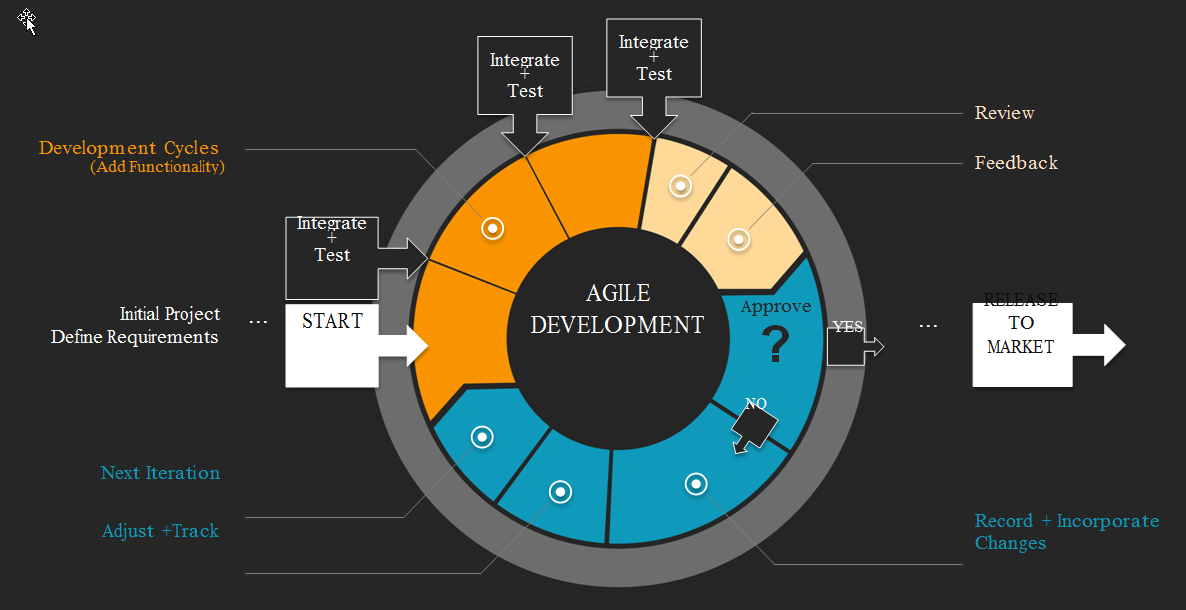 Integrate
+
Test
Integrate
+
Test
Review
Development Cycles
(Add Functionality)
Feedback
Integrate
+
Test
AGILE
DEVELOPMENT
Initial Project
Define Requirements
...
START
Approve
?
YES
...
RELEASE
TO
MARKET
NO
Next Iteration
Adjust +Track
Record + Incorporate
Changes